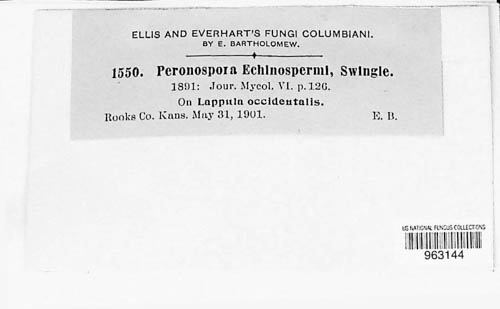 ELLIS AND EVERHART'S FUNGI COLUMBIANI.
BY E. BARTHOLOMEW.
1550. Peronospora Echinospermi, Swingle.
1891: Jour. Mycol. VI. p. 126.
On Lappula occidentalis.
Rooks Co. Kans. May 31, 1901. E. B.
US NATIONAL FUNGUS COLLECTIONS
963144